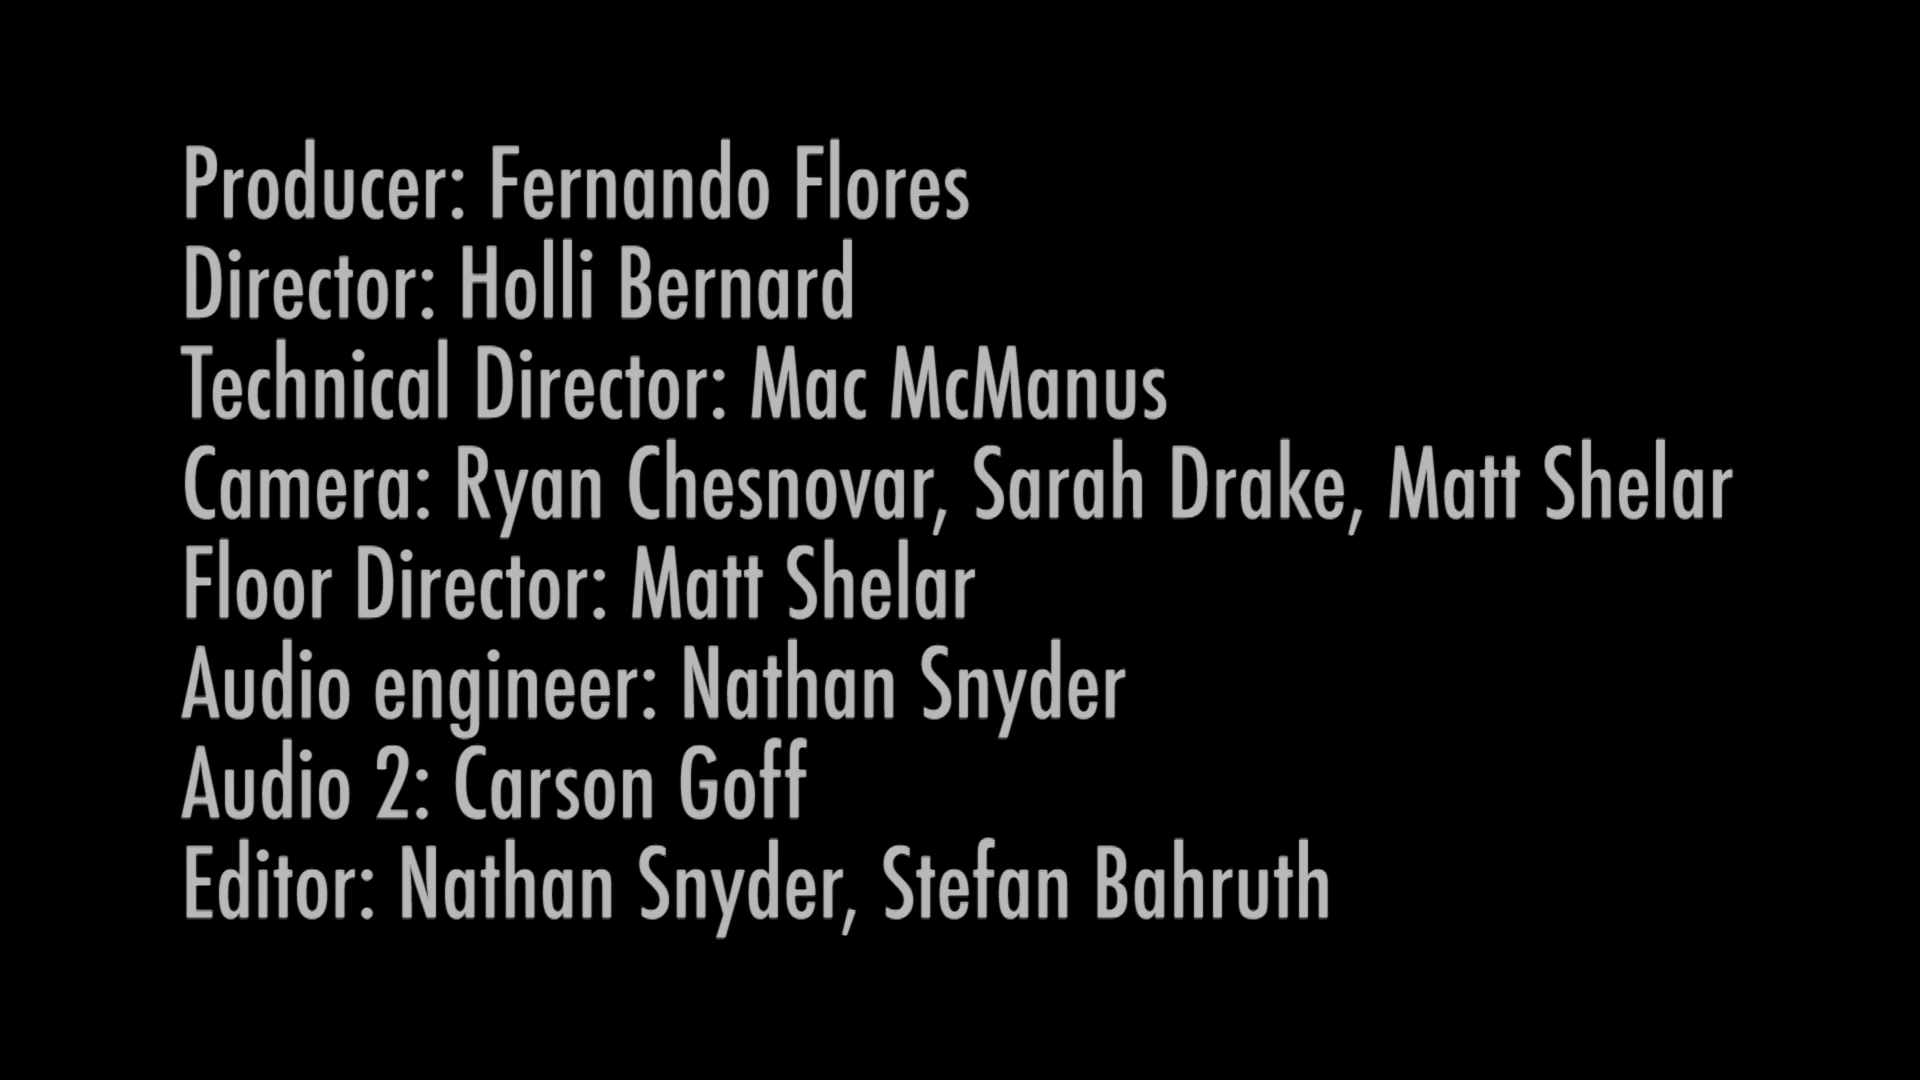 Producer: Fernando Flores
Director: Holli Bernard
Technical Director: Mac McManus
Camera: Ryan Chesnovar, Sarah Drake, Matt Shelar
Floor Director: Matt Shelar
Audio engineer: Nathan Snyder
Audio 2: Carson Goff
Editor: Nathan Snyder, Stefan Bahruth